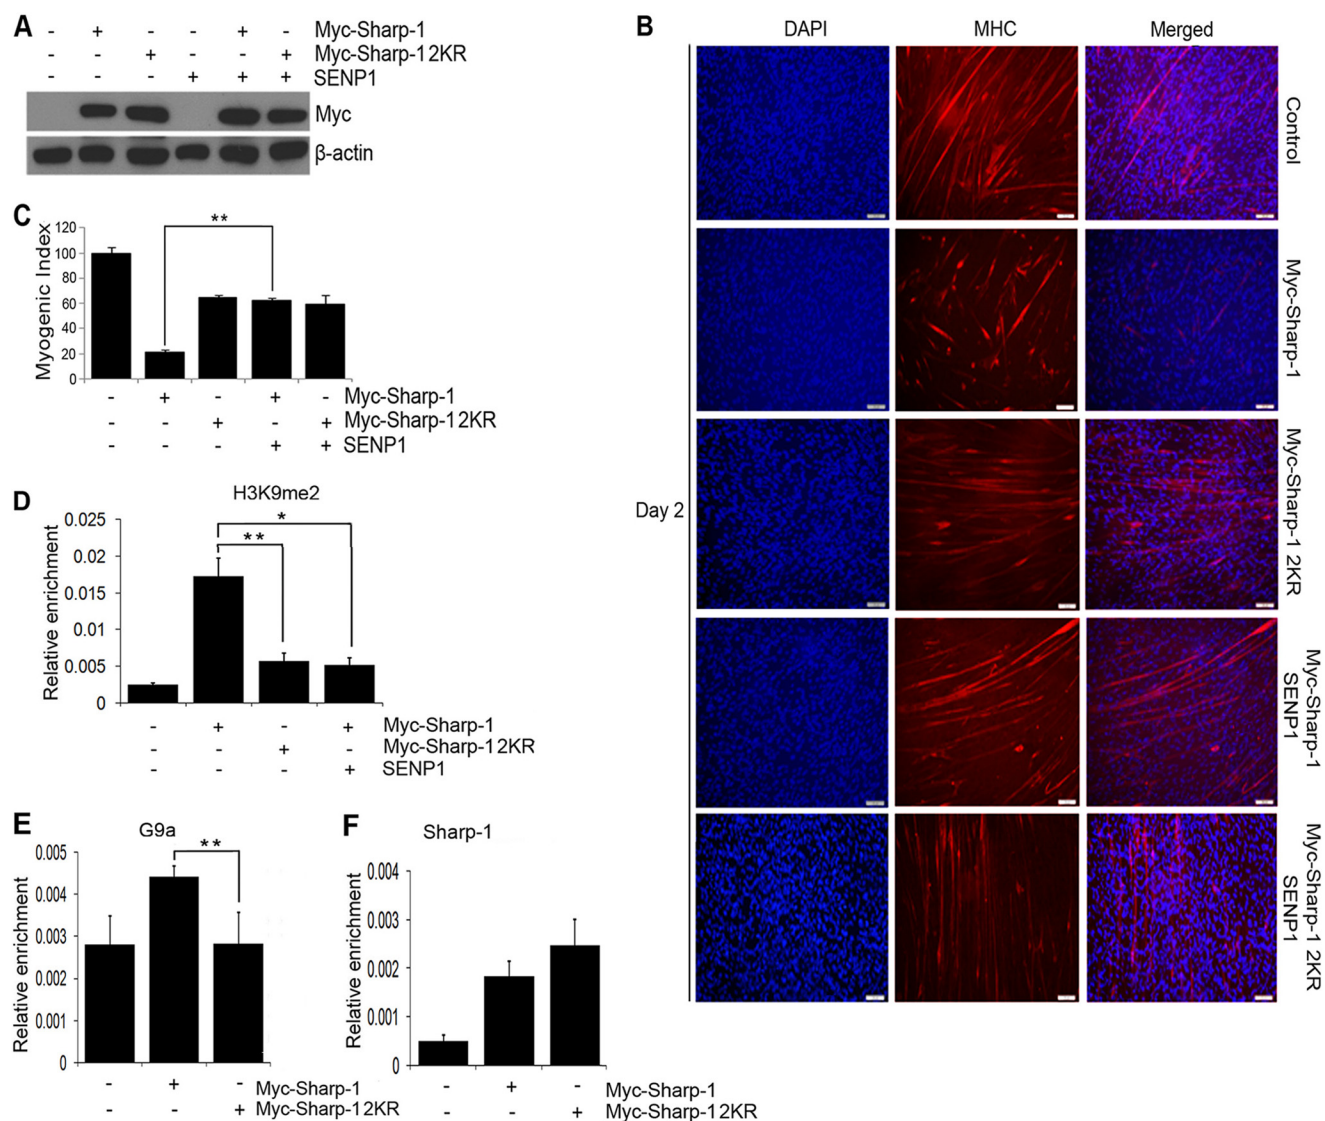 A
- + - - + - Myc-Sharp-1
- - + - - + Myc-Sharp-12KR
- - - + + + SENP1
Myc
β-actin
B
DAPI MHC Merged
Day 2
Control
Myc-Sharp-1
Myc-Sharp-1 2KR
Myc-Sharp-1
SENP1
Myc-Sharp-1 2KR
SENP1
C
Myogenic Index
120
100
80
60
40
20
0
**
- + - + - Myc-Sharp-1
- - + - + Myc-Sharp-12KR
- - - + + SENP1
D
H3K9me2
Relative enrichment
0.025
0.02
0.015
0.01
0.005
0
*
**
- + - + Myc-Sharp-1
- - + - Myc-Sharp-12KR
- - - + SENP1
E
G9a
Relative enrichment
0.005
0.004
0.003
0.002
0.001
0
**
- + - Myc-Sharp-1
- - + Myc-Sharp-12KR
F
Sharp-1
Relative enrichment
0.004
0.003
0.002
0.001
0
- + - Myc-Sharp-1
- - + Myc-Sharp-12KR